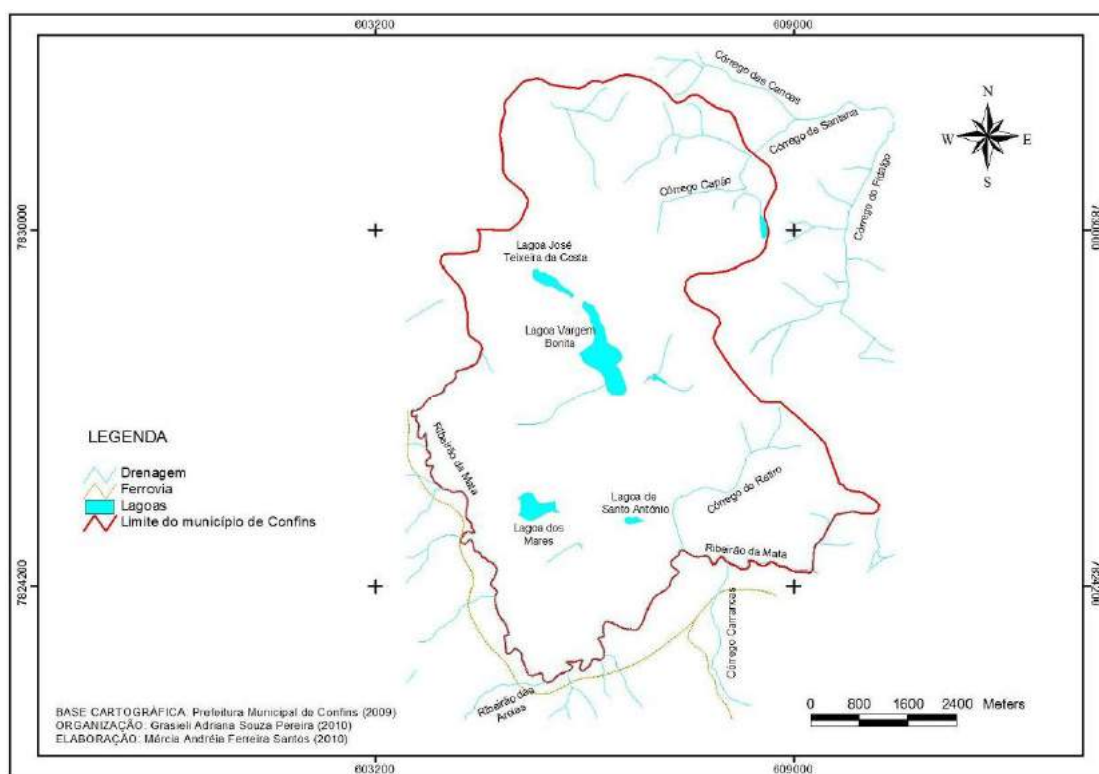 603200
609000
Córrego das Canoas
N
W
E
S
Córrego de Santana
Córrego do Fidalgo
Córrego Capão
7830000
7830000
Lagoa José
Teixeira da Costa
Lagoa Vargem
Bonita
LEGENDA
Drenagem
Ferrovia
Lagoas
Limite do município de Confins
Ribeirão da Mata
Lagoa dos
Mares
Lagoa de
Santo Antônio
Córrego do Retiro
Ribeirão da Mata
7824200
7824200
Córrego Carrancas
Ribeirão das
Areias
BASE CARTOGRÁFICA: Prefeitura Municipal de Confins (2009)
ORGANIZAÇÃO: Grasieli Adriana Souza Pereira (2010)
ELABORAÇÃO: Márcia Andréia Ferreira Santos (2010)
0 800 1600 2400 Meters
603200
609000